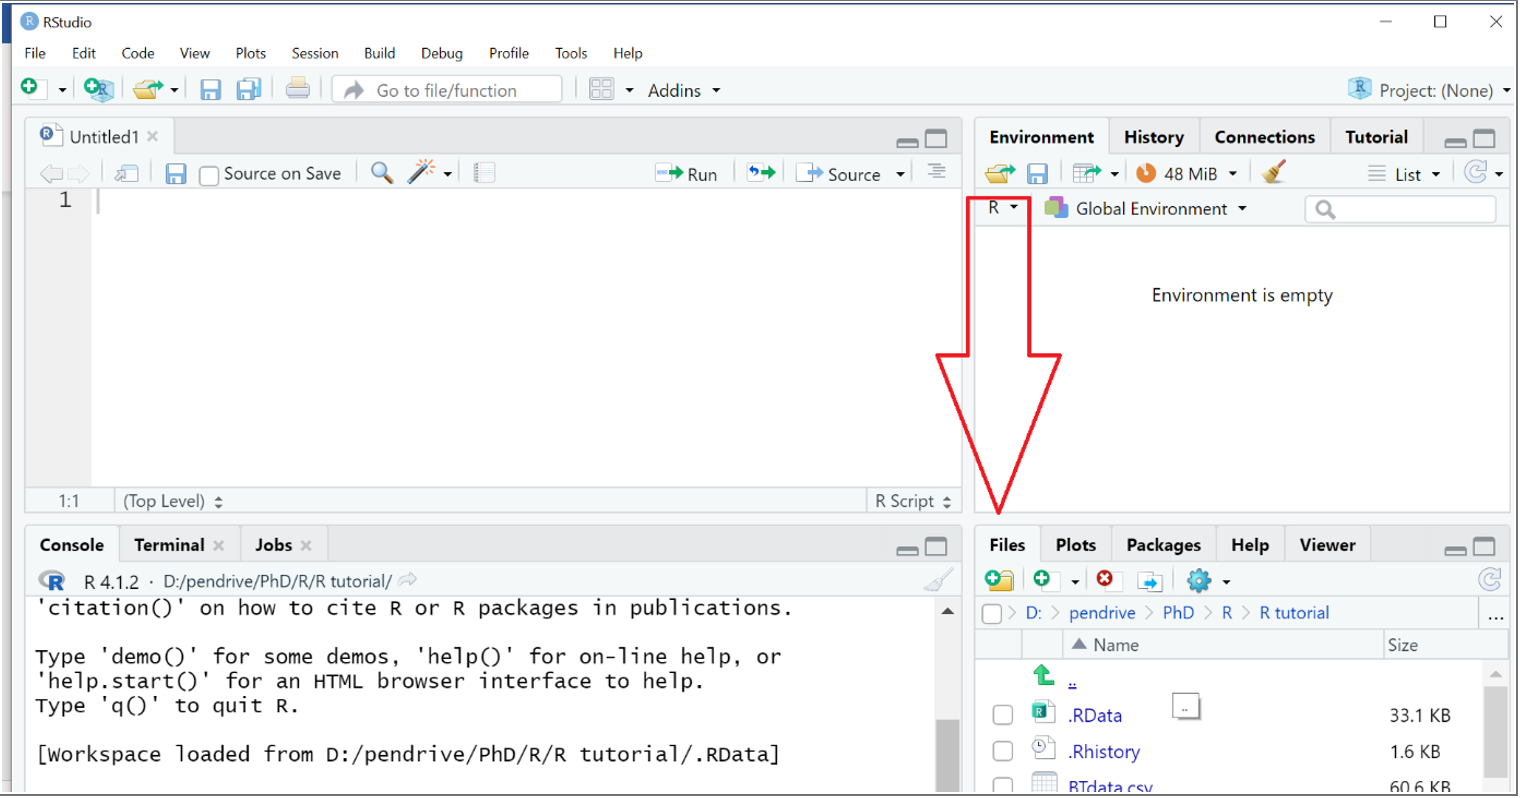 RStudio
File Edit Code View Plots Session Build Debug Profile Tools Help
Go to file/function Addins Project: (None)
Untitled1
Source on Save Run Source
1
1:1 (Top Level) R Script
Environment History Connections Tutorial
48 MiB List
R Global Environment
Environment is empty
Console Terminal Jobs
R 4.1.2 · D:/pendrive/PhD/R/R tutorial/
'citation()' on how to cite R or R packages in publications.
Type 'demo()' for some demos, 'help()' for on-line help, or
'help.start()' for an HTML browser interface to help.
Type 'q()' to quit R.
[Workspace loaded from D:/pendrive/PhD/R/R tutorial/.RData]
Files Plots Packages Help Viewer
D: > pendrive > PhD > R > R tutorial ...
Name Size
..
..
.RData 33.1 KB
.Rhistory 1.6 KB
BTdata.csv 60.6 KB